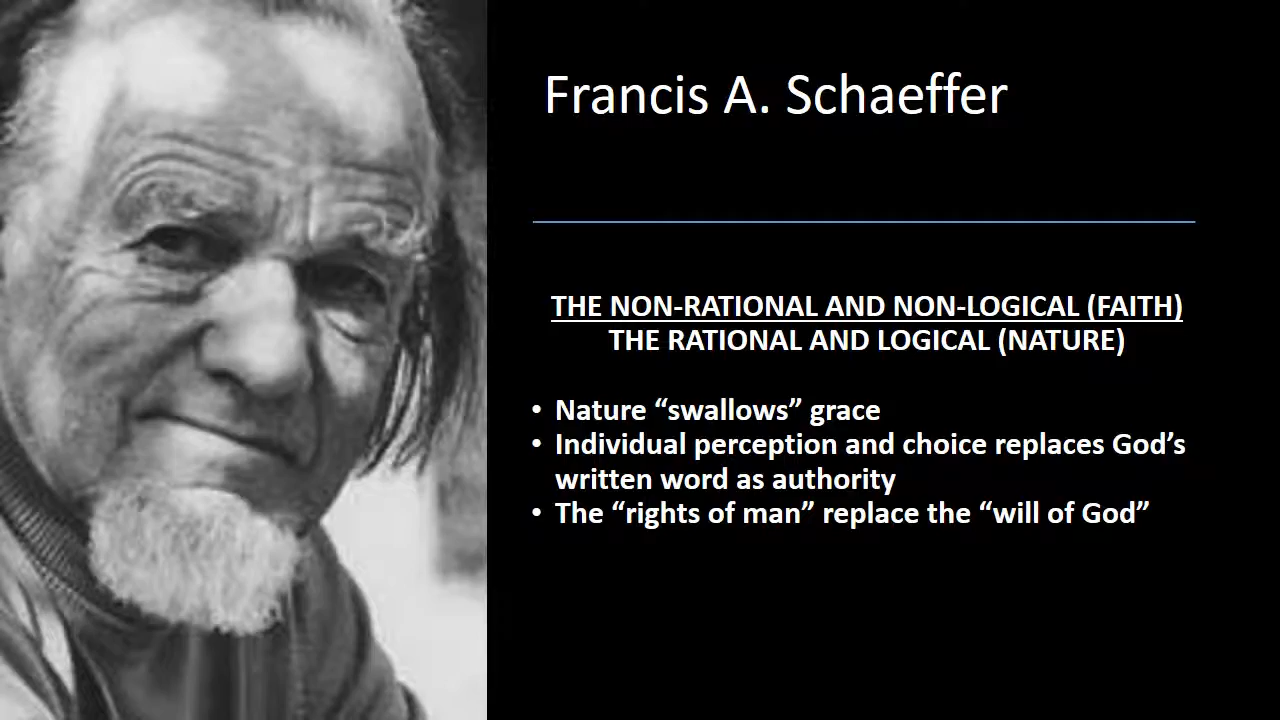 Francis A. Schaeffer
THE NON-RATIONAL AND NON-LOGICAL (FAITH)
THE RATIONAL AND LOGICAL (NATURE)
• Nature “swallows” grace
• Individual perception and choice replaces God’s
written word as authority
• The “rights of man” replace the “will of God”